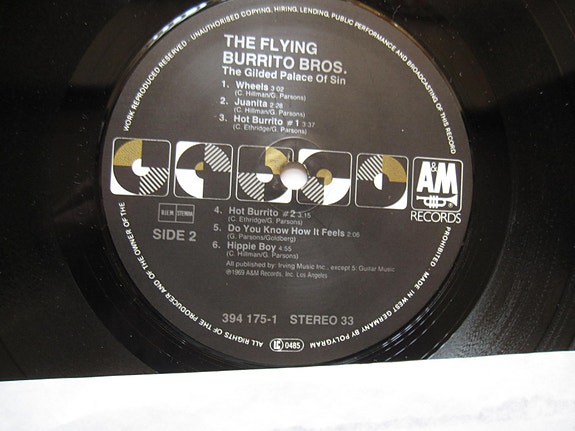 WORK REPRODUCED RESERVED · UNAUTHORISED COPYING, HIRING, LENDING, PUBLIC PERFORMANCE AND BROADCASTING OF THIS RECORD
PROHIBITED · MADE IN WEST GERMANY BY POLYGRAM
ALL RIGHTS OF THE PRODUCER AND OF THE OWNER OF THE
THE FLYING
BURRITO BROS.
The Gilded Palace Of Sin
1. Wheels 3:02
(C. Hillman/G. Parsons)
2. Juanita 2:28
(C. Hillman/G. Parsons)
3. Hot Burrito #1 3:37
(C. Ethridge/G. Parsons)
A&M
RECORDS
B.I.E.M STEMRA
SIDE 2
4. Hot Burrito #2 3:15
(C. Ethridge/G. Parsons)
5. Do You Know How It Feels 2:06
(G. Parsons/Goldberg)
6. Hippie Boy 4:55
(C. Hillman/G. Parsons)
All published by: Irving Music Inc., except 5: Guitar Music
℗1969 A&M Records, Inc. Los Angeles
394 175-1 STEREO 33
LC 0485